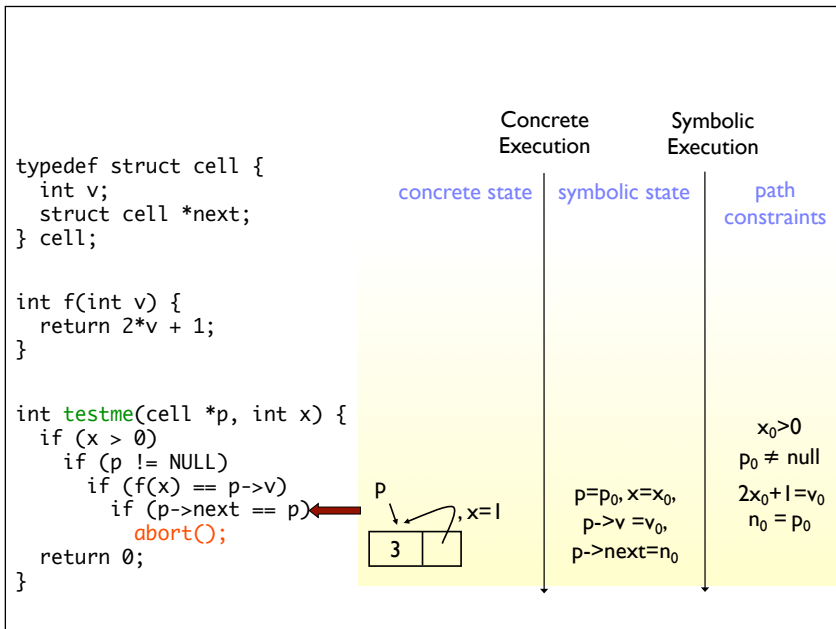 Concrete Execution
Symbolic Execution
concrete state
symbolic state
path constraints
typedef struct cell {
int v;
struct cell *next;
} cell;
int f(int v) {
return 2*v + 1;
}
int testme(cell *p, int x) {
if (x > 0)
if (p != NULL)
if (f(x) == p->v)
if (p->next == p)
abort();
return 0;
}
p
, x=1
3
p=p₀, x=x₀,
p->v =v₀,
p->next=n₀
x₀>0
p₀ ≠ null
2x₀+1=v₀
n₀ = p₀